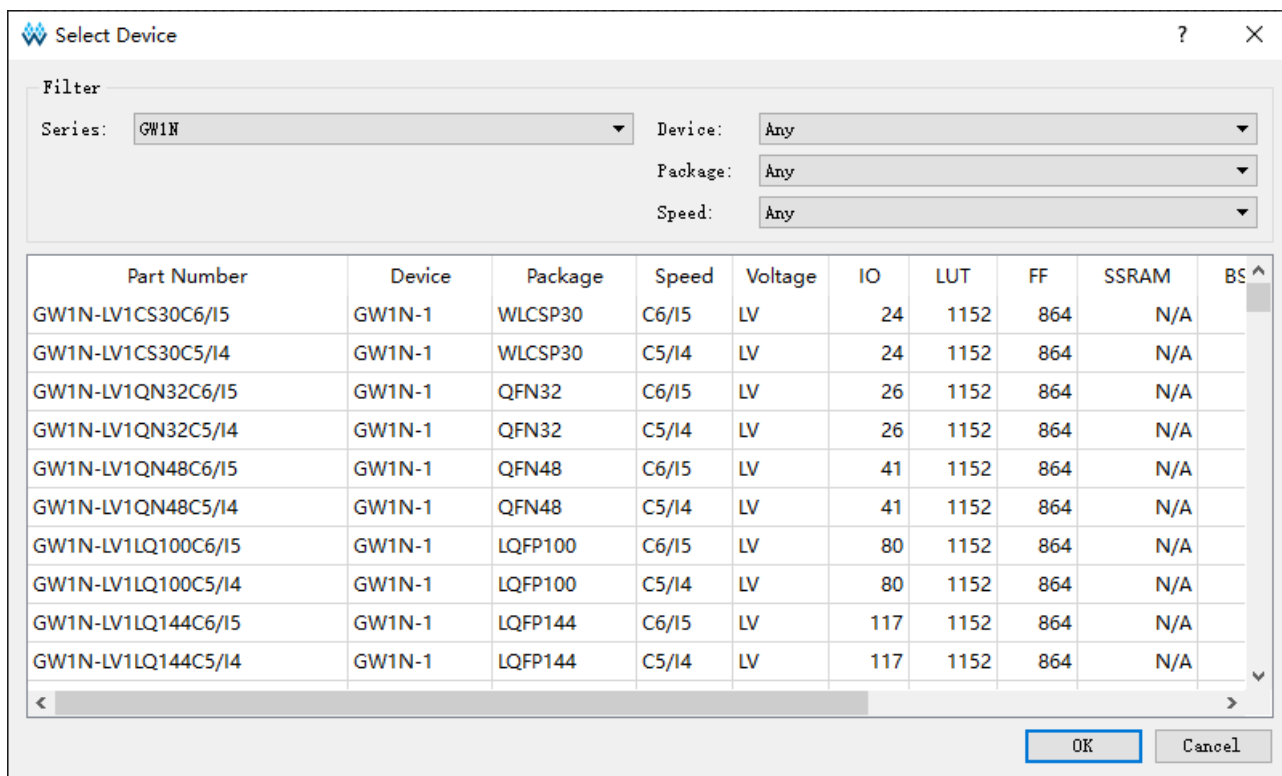 Select Device ?
Filter
Series: GW1N Device: Any
Package: Any
Speed: Any
Part Number Device Package Speed Voltage IO LUT FF SSRAM BS
GW1N-LV1CS30C6/I5 GW1N-1 WLCSP30 C6/I5 LV 24 1152 864 N/A
GW1N-LV1CS30C5/I4 GW1N-1 WLCSP30 C5/I4 LV 24 1152 864 N/A
GW1N-LV1QN32C6/I5 GW1N-1 QFN32 C6/I5 LV 26 1152 864 N/A
GW1N-LV1QN32C5/I4 GW1N-1 QFN32 C5/I4 LV 26 1152 864 N/A
GW1N-LV1QN48C6/I5 GW1N-1 QFN48 C6/I5 LV 41 1152 864 N/A
GW1N-LV1QN48C5/I4 GW1N-1 QFN48 C5/I4 LV 41 1152 864 N/A
GW1N-LV1LQ100C6/I5 GW1N-1 LQFP100 C6/I5 LV 80 1152 864 N/A
GW1N-LV1LQ100C5/I4 GW1N-1 LQFP100 C5/I4 LV 80 1152 864 N/A
GW1N-LV1LQ144C6/I5 GW1N-1 LQFP144 C6/I5 LV 117 1152 864 N/A
GW1N-LV1LQ144C5/I4 GW1N-1 LQFP144 C5/I4 LV 117 1152 864 N/A
OK Cancel